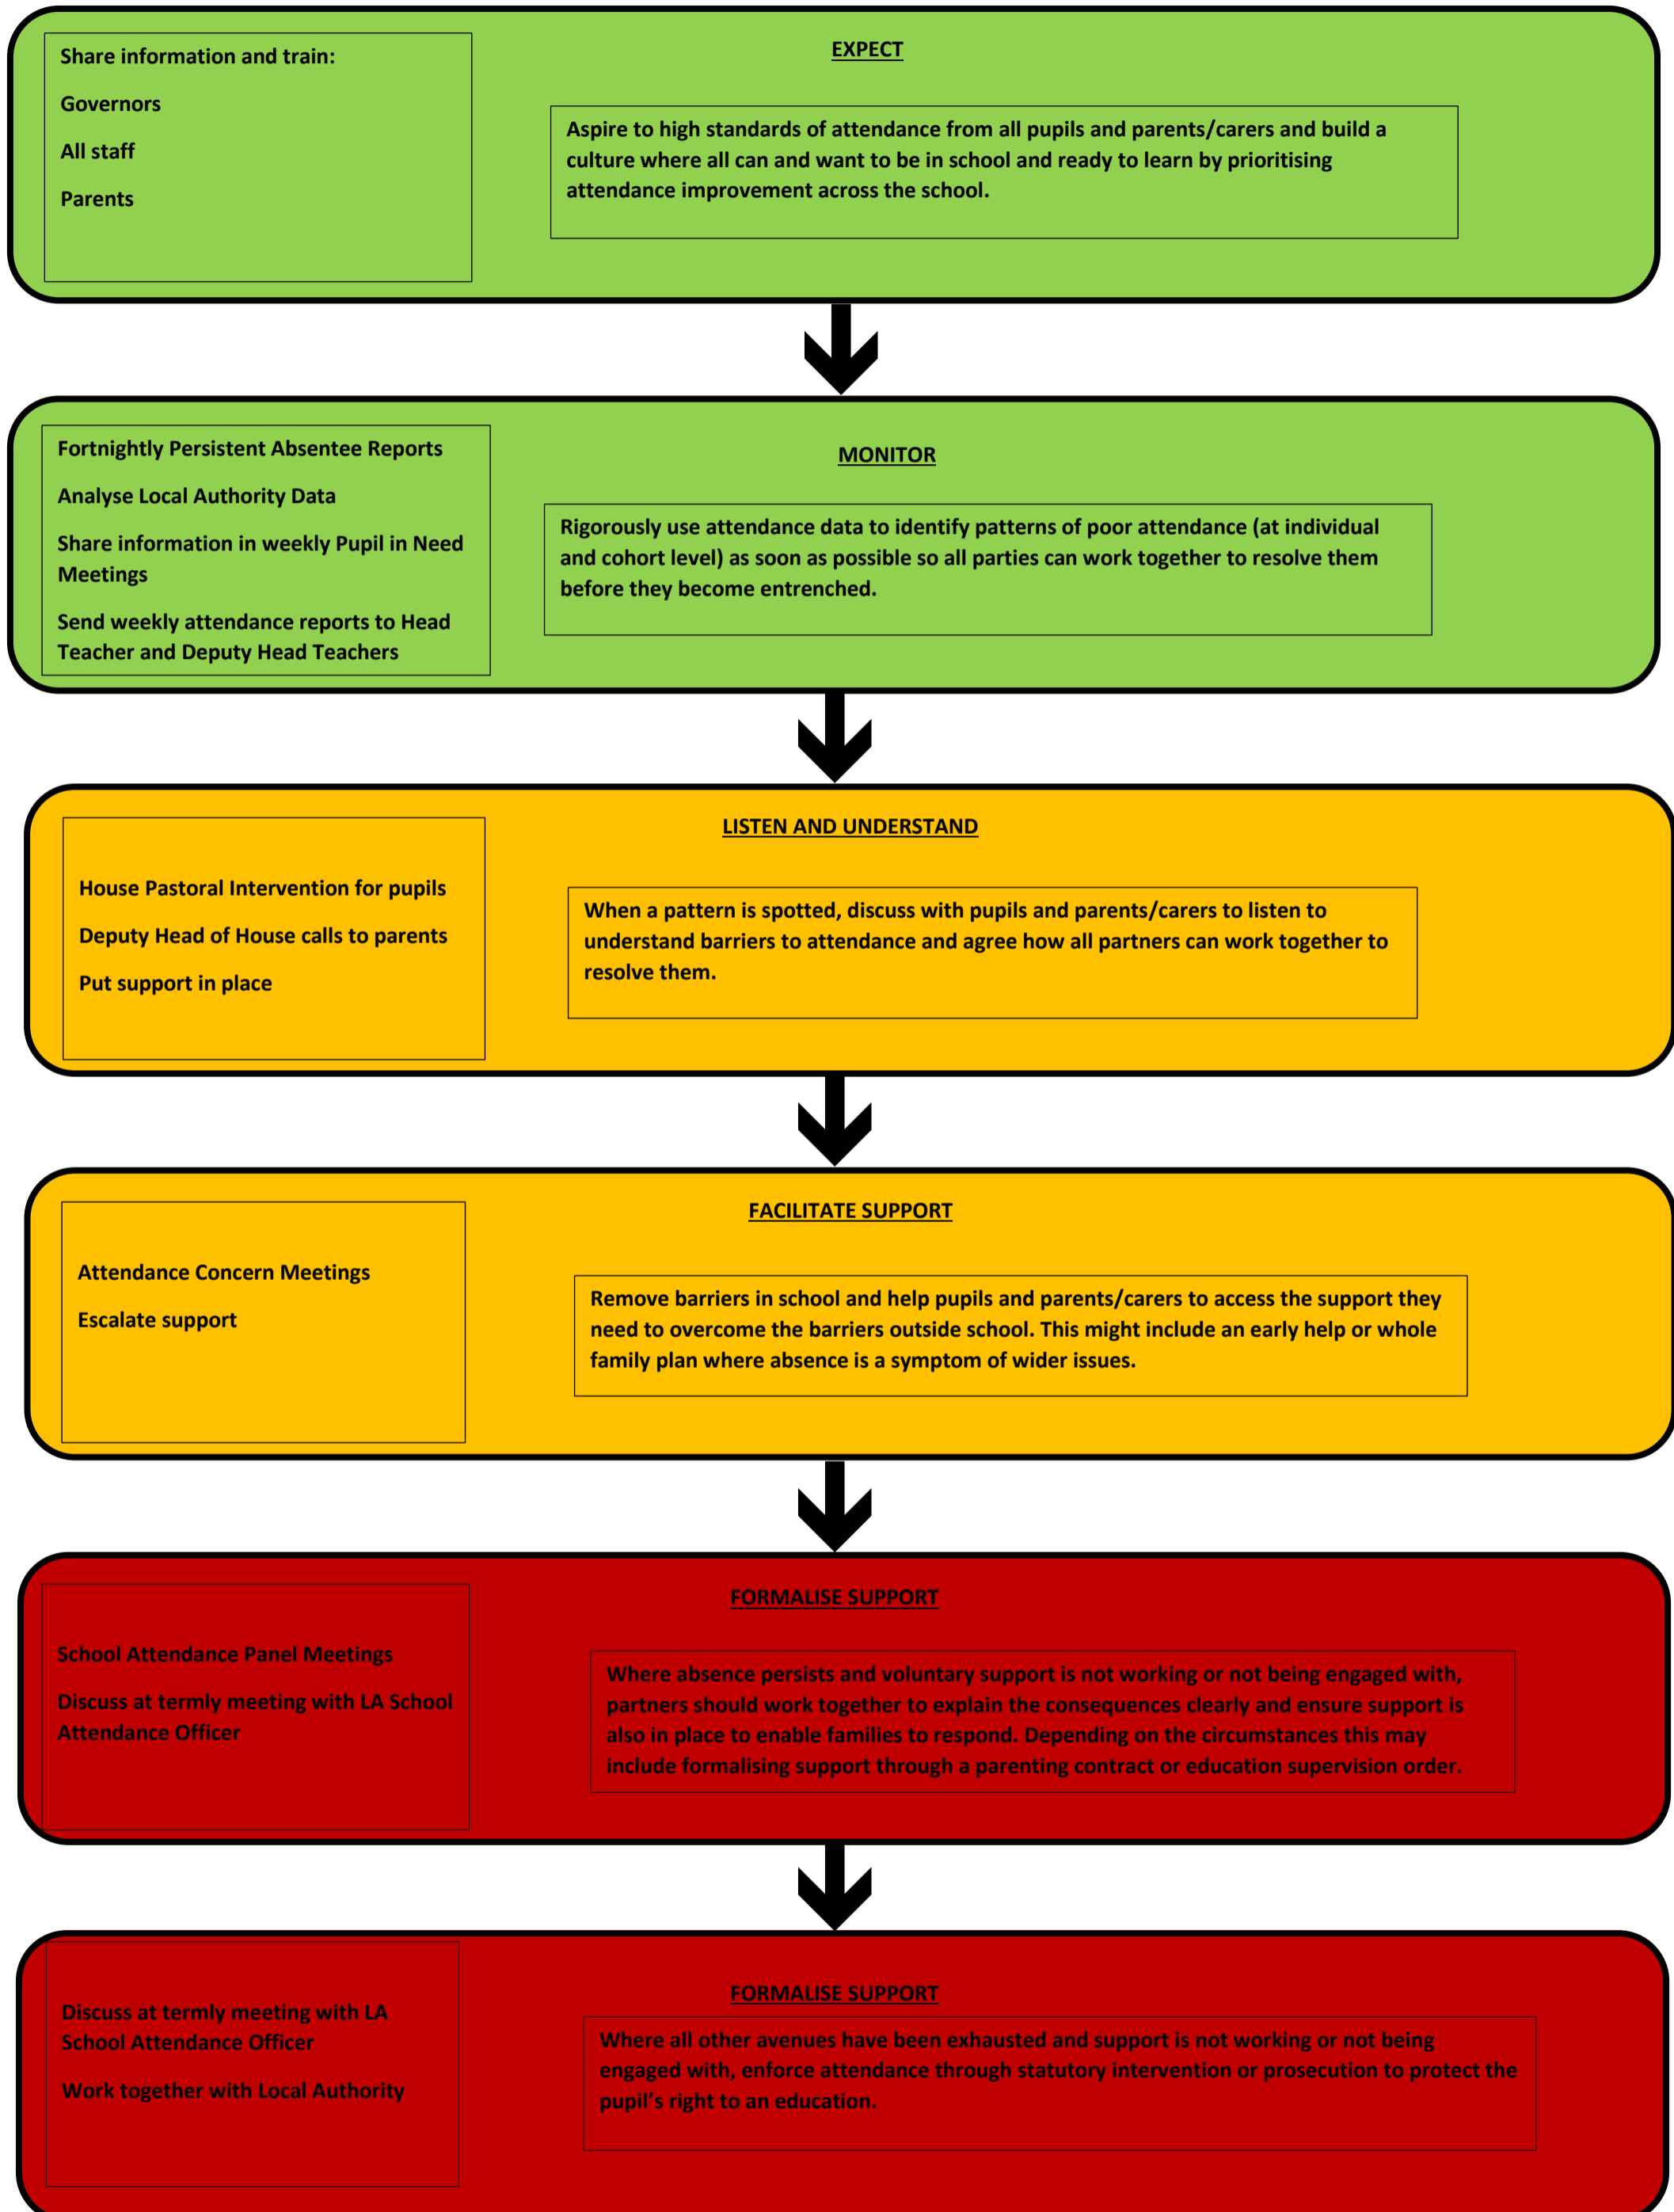 EXPECT
Share information and train:
Governors
All staff
Parents
Aspire to high standards of attendance from all pupils and parents/carers and build a
culture where all can and want to be in school and ready to learn by prioritising
attendance improvement across the school.
MONITOR
Fortnightly Persistent Absentee Reports
Analyse Local Authority Data
Share information in weekly Pupil in Need
Meetings
Send weekly attendance reports to Head
Teacher and Deputy Head Teachers
Rigorously use attendance data to identify patterns of poor attendance (at individual
and cohort level) as soon as possible so all parties can work together to resolve them
before they become entrenched.
LISTEN AND UNDERSTAND
House Pastoral Intervention for pupils
Deputy Head of House calls to parents
Put support in place
When a pattern is spotted, discuss with pupils and parents/carers to listen to
understand barriers to attendance and agree how all partners can work together to
resolve them.
FACILITATE SUPPORT
Attendance Concern Meetings
Escalate support
Remove barriers in school and help pupils and parents/carers to access the support they
need to overcome the barriers outside school. This might include an early help or whole
family plan where absence is a symptom of wider issues.
FORMALISE SUPPORT
School Attendance Panel Meetings
Discuss at termly meeting with LA School
Attendance Officer
Where absence persists and voluntary support is not working or not being engaged with,
partners should work together to explain the consequences clearly and ensure support is
also in place to enable families to respond. Depending on the circumstances this may
include formalising support through a parenting contract or education supervision order.
FORMALISE SUPPORT
Discuss at termly meeting with LA
School Attendance Officer
Work together with Local Authority
Where all other avenues have been exhausted and support is not working or not being
engaged with, enforce attendance through statutory intervention or prosecution to protect the
pupil's right to an education.